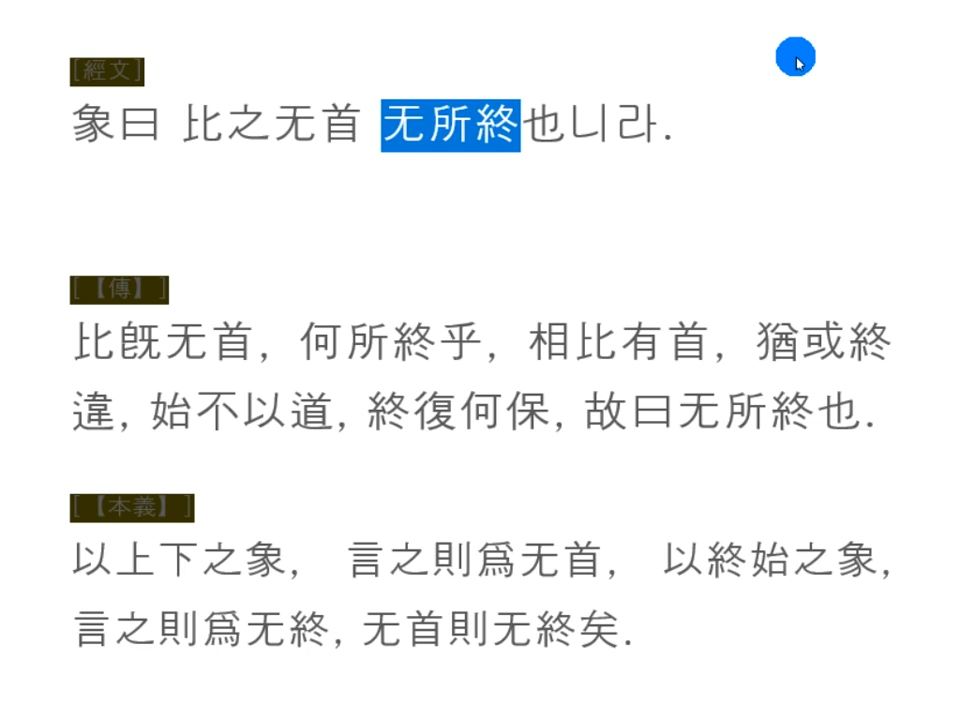 [經文]
象曰 比之无首 无所終也니라.
[【傳】]
比旣无首, 何所終乎, 相比有首, 猶或終
違, 始不以道, 終復何保, 故曰无所終也.
[【本義】]
以上下之象, 言之則爲无首, 以終始之象,
言之則爲无終, 无首則无終矣.